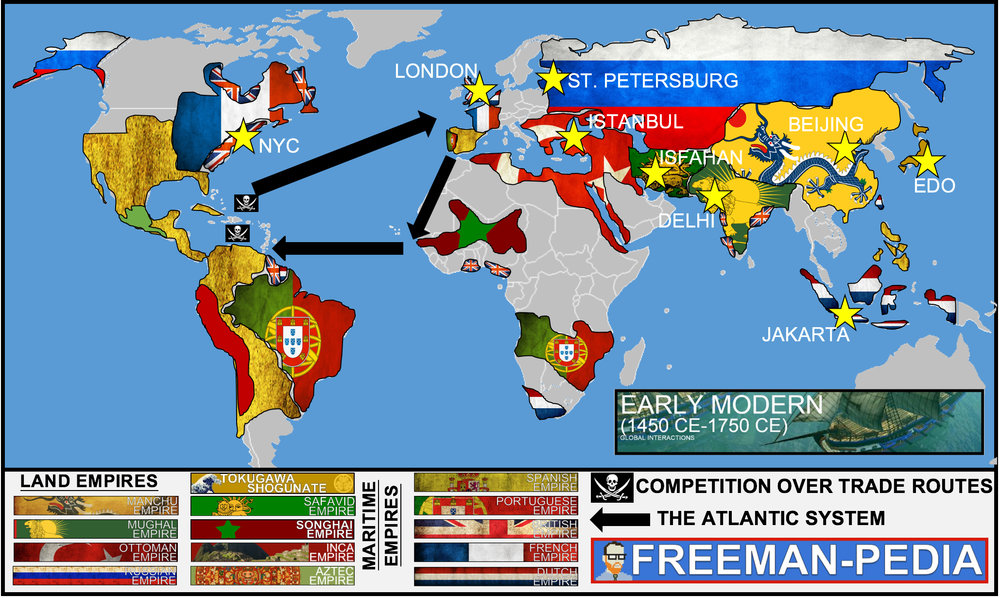 LONDON
ST. PETERSBURG
NYC
ISTANBUL
BEIJING
ISFAHAN
EDO
DELHI
JAKARTA
EARLY MODERN
(1450 CE-1750 CE)
GLOBAL INTERACTIONS
LAND EMPIRES
MANCHU
EMPIRE
MUGHAL
EMPIRE
OTTOMAN
EMPIRE
RUSSIAN
EMPIRE
TOKUGAWA
SHOGUNATE
SAFAVID
EMPIRE
SONGHAI
EMPIRE
INCA
EMPIRE
AZTEC
EMPIRE
MARITIME
EMPIRES
SPANISH
EMPIRE
PORTUGUESE
EMPIRE
BRITISH
EMPIRE
FRENCH
EMPIRE
DUTCH
EMPIRE
COMPETITION OVER TRADE ROUTES
THE ATLANTIC SYSTEM
FREEMAN-PEDIA